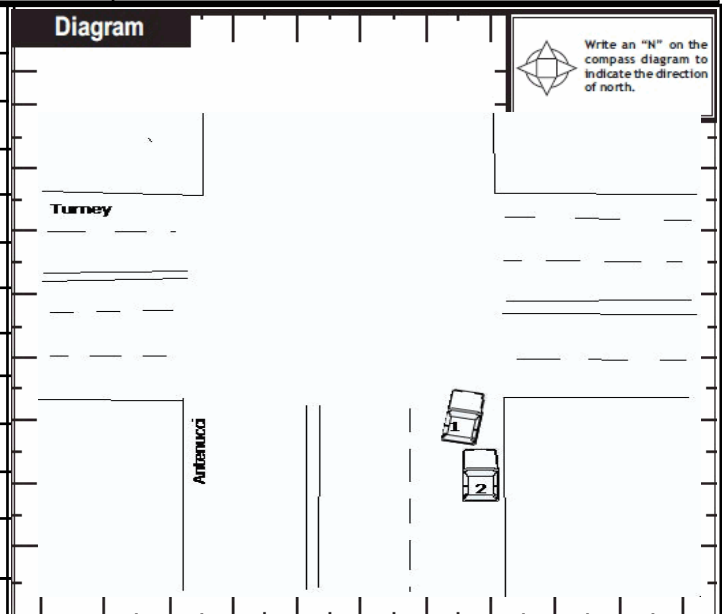 Diagram
Write an “N” on the
compass diagram to
indicate the direction
of north.
Turney
Antenucci
1
2